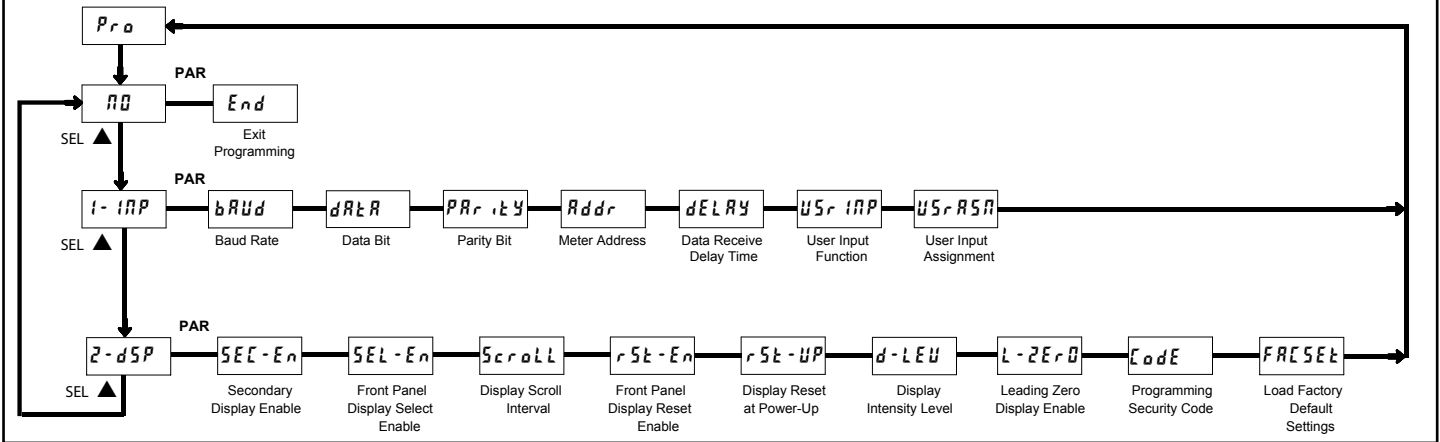 Pro
PAR
NO
End
SEL ▲
Exit
Programming
PAR
1-INP
bAUd
dAtA
PAritY
Addr
dELAY
USrINP
USrASN
SEL ▲
Baud Rate
Data Bit
Parity Bit
Meter Address
Data Receive
Delay Time
User Input
Function
User Input
Assignment
PAR
2-dSP
SEC-En
SEL-En
ScroLL
rSt-En
rSt-UP
d-LEV
L-ZErO
CodE
FACSEt
SEL ▲
Secondary
Display Enable
Front Panel
Display Select
Enable
Display Scroll
Interval
Front Panel
Display Reset
Enable
Display Reset
at Power-Up
Display
Intensity Level
Leading Zero
Display Enable
Programming
Security Code
Load Factory
Default
Settings